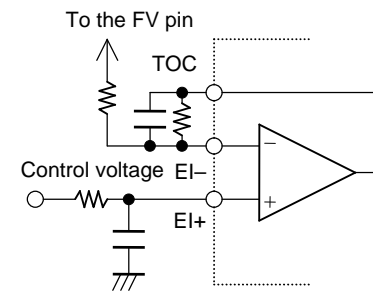 To the FV pin
TOC
Control voltage EI–
EI+
–
+